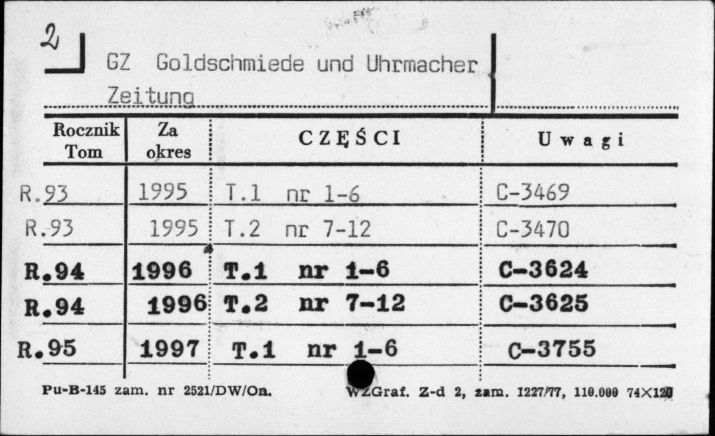 2
GZ Goldschmiede und Uhrmacher
Zeitung
Rocznik Tom Za okres CZĘŚCI Uwagi
R.93 1995 T.1 nr 1-6 C-3469
R.93 1995 T.2 nr 7-12 C-3470
R.94 1996 T.1 nr 1-6 C-3624
R.94 1996 T.2 nr 7-12 C-3625
R.95 1997 T.1 nr 1-6 C-3755
Pu-B-145 zam. nr 2521/DW/On. WZGraf. Z-d 2, zam. 1227/77, 110.000 74X120